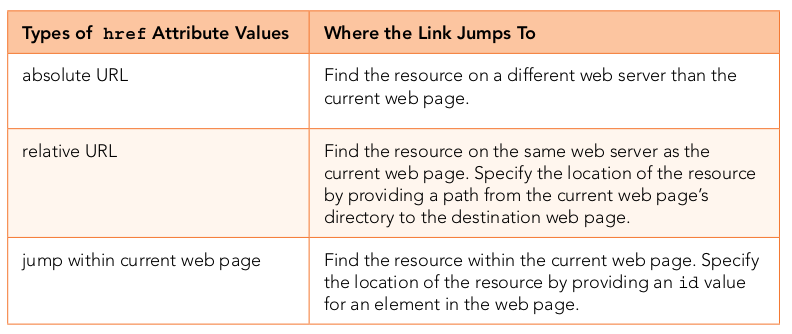 Types of href Attribute Values
Where the Link Jumps To
absolute URL
Find the resource on a different web server than the
current web page.
relative URL
Find the resource on the same web server as the
current web page. Specify the location of the resource
by providing a path from the current web page’s
directory to the destination web page.
jump within current web page
Find the resource within the current web page. Specify
the location of the resource by providing an id value
for an element in the web page.